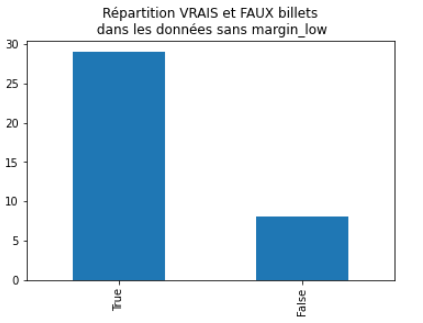 Répartition VRAIS et FAUX billets
dans les données sans margin_low
30
25
20
15
10
5
0
True
False